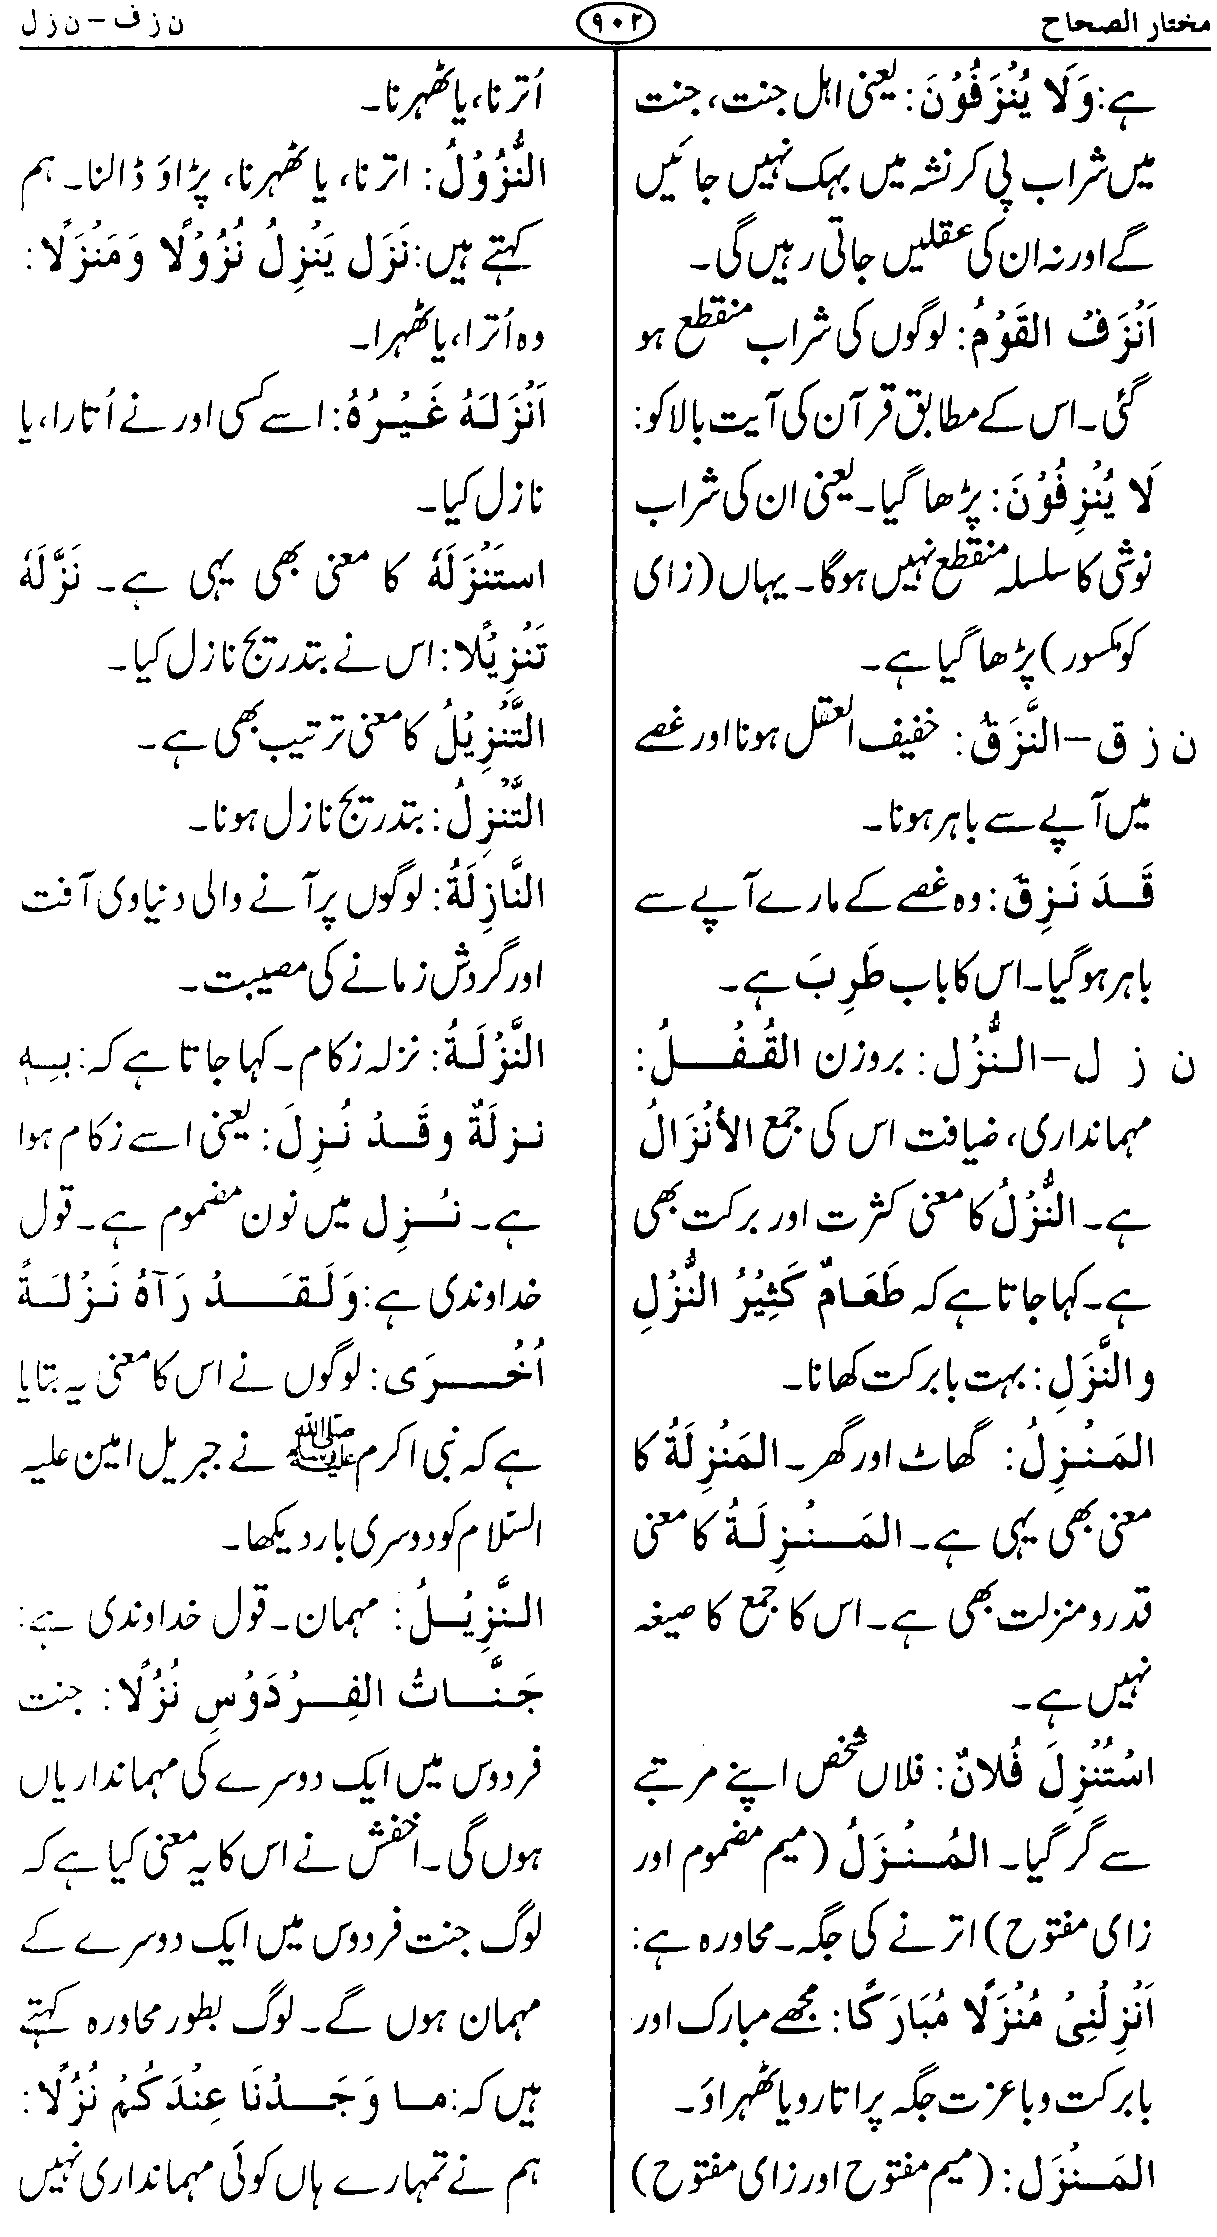 مختار الصحاح ۹۰۲ ن ز ف – ن ز ل
ہے: وَلَا يُنْزَفُوْنَ: یعنی اہل جنت، جنت
میں شراب پی کر نشہ میں بہک نہیں جائیں
گے اور نہ ان کی عقلیں جاتی رہیں گی۔
اَنْزَفَ القَوْمُ: لوگوں کی شراب منقطع ہو
گئی۔ اس کے مطابق قرآن کی آیت بالا کو:
لَا يُنْزِفُوْنَ: پڑھا گیا۔ یعنی ان کی شراب
نوشی کا سلسلہ منقطع نہیں ہوگا۔ یہاں (زای
کو مکسور) پڑھا گیا ہے۔
ن ز ق – النَّزَقُ: خفیف العقل ہونا اور غصے
میں آپے سے باہر ہونا۔
قَدْ نَزِقَ: وہ غصے کے مارے آپے سے
باہر ہوگیا۔ اس کا باب طَرِبَ ہے۔
ن ز ل – النُّزْل: بروزن القُفْلُ:
مہمانداری، ضیافت اس کی جمع الأنْزَالُ
ہے۔ النُّزْلُ کا معنی کثرت اور برکت بھی
ہے۔ کہا جاتا ہے کہ طَعَامٌ كَثِيْرُ النُّزْلِ
والنَّزَلِ: بہت بابرکت کھانا۔
المَنْزِلُ: گھاٹ اور گھر۔ المَنْزِلَةُ کا
معنی بھی یہی ہے۔ المَنْزِلَةُ کا معنی
قدر و منزلت بھی ہے۔ اس کا جمع کا صیغہ
نہیں ہے۔
اسْتُنْزِلَ فُلانٌ: فلاں شخص اپنے مرتبے
سے گر گیا۔ المُنْزَلُ (میم مضموم اور
زای مفتوح) اترنے کی جگہ۔ محاورہ ہے:
اَنْزِلْنِيْ مُنْزَلًا مُبَارَكًا: مجھے مبارک اور
بابرکت و باعزت جگہ پر اتارو یا ٹھہراؤ۔
المَنْزَل: (میم مفتوح اور زای مفتوح)
اُترنا، یا ٹھہرنا۔
النُّزُوْلُ: اترنا، یا ٹھہرنا، پڑاؤ ڈالنا۔ ہم
کہتے ہیں: نَزَل يَنْزِلُ نُزُوْلًا وَمَنْزَلًا:
وہ اُترا، یا ٹھہرا۔
اَنْزَلَهُ غَيْرُهُ: اسے کسی اور نے اُتارا، یا
نازل کیا۔
استَنْزَلَهُ کا معنی بھی یہی ہے۔ نَزَّلَهُ
تَنْزِيْلًا: اس نے بتدریج نازل کیا۔
التَّنْزِيْلُ کا معنی ترتیب بھی ہے۔
التَّنْزِلُ: بتدریج نازل ہونا۔
النَّازِلَةُ: لوگوں پر آنے والی دنیاوی آفت
اور گردش زمانے کی مصیبت۔
النَّزْلَةُ: نزلہ زکام۔ کہا جاتا ہے کہ: بِهِ
نزلَةٌ وقَدْ نُزِلَ: یعنی اسے زکام ہوا
ہے۔ نُزِل میں نون مضموم ہے۔ قول
خداوندی ہے: وَلَقَدْ رَآهُ نَزْلَةً
اُخْرَى: لوگوں نے اس کا معنی یہ بتایا
ہے کہ نبی اکرم ﷺ نے جبریل امین علیہ
السّلام کو دوسری بار دیکھا۔
النَّزِيْلُ: مہمان۔ قول خداوندی ہے:
جَنَّاتُ الفِرْدَوْسِ نُزُلًا: جنت
فردوس میں ایک دوسرے کی مہمانداریاں
ہوں گی۔ اخفش نے اس کا یہ معنی کیا ہے کہ
لوگ جنت فردوس میں ایک دوسرے کے
مہمان ہوں گے۔ لوگ بطور محاورہ کہتے
ہیں کہ: ما وَجَدْنَا عِنْدَكُمْ نُزُلًا:
ہم نے تمہارے ہاں کوئی مہمانداری نہیں